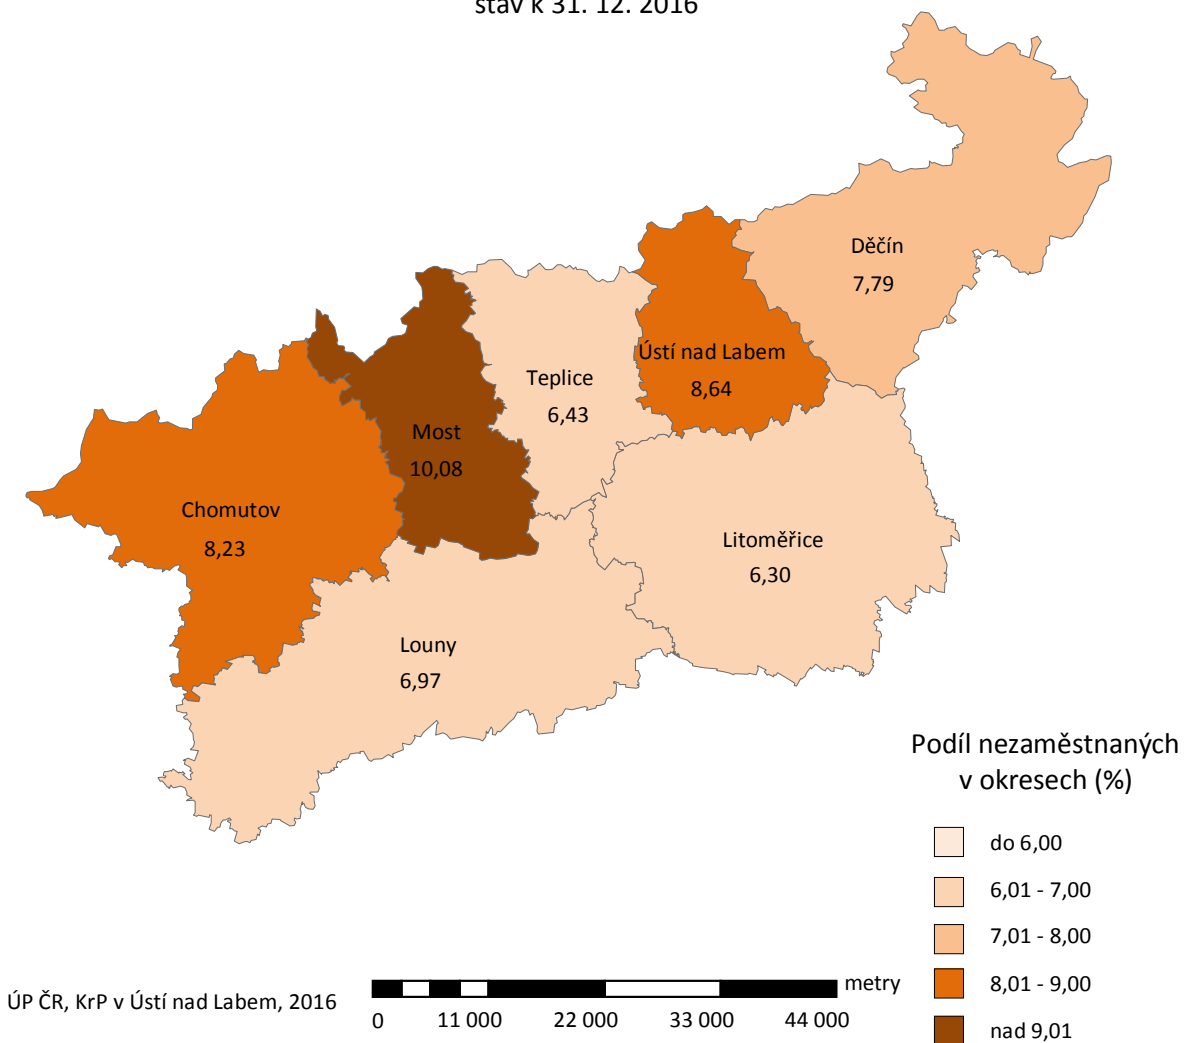 stav k 31. 12. 2016
Děčín
7,79
Ústí nad Labem
8,64
Teplice
6,43
Most
10,08
Chomutov
8,23
Litoměřice
6,30
Louny
6,97
Podíl nezaměstnaných
v okresech (%)
do 6,00
6,01 - 7,00
7,01 - 8,00
8,01 - 9,00
nad 9,01
ÚP ČR, KrP v Ústí nad Labem, 2016
metry
0 11 000 22 000 33 000 44 000